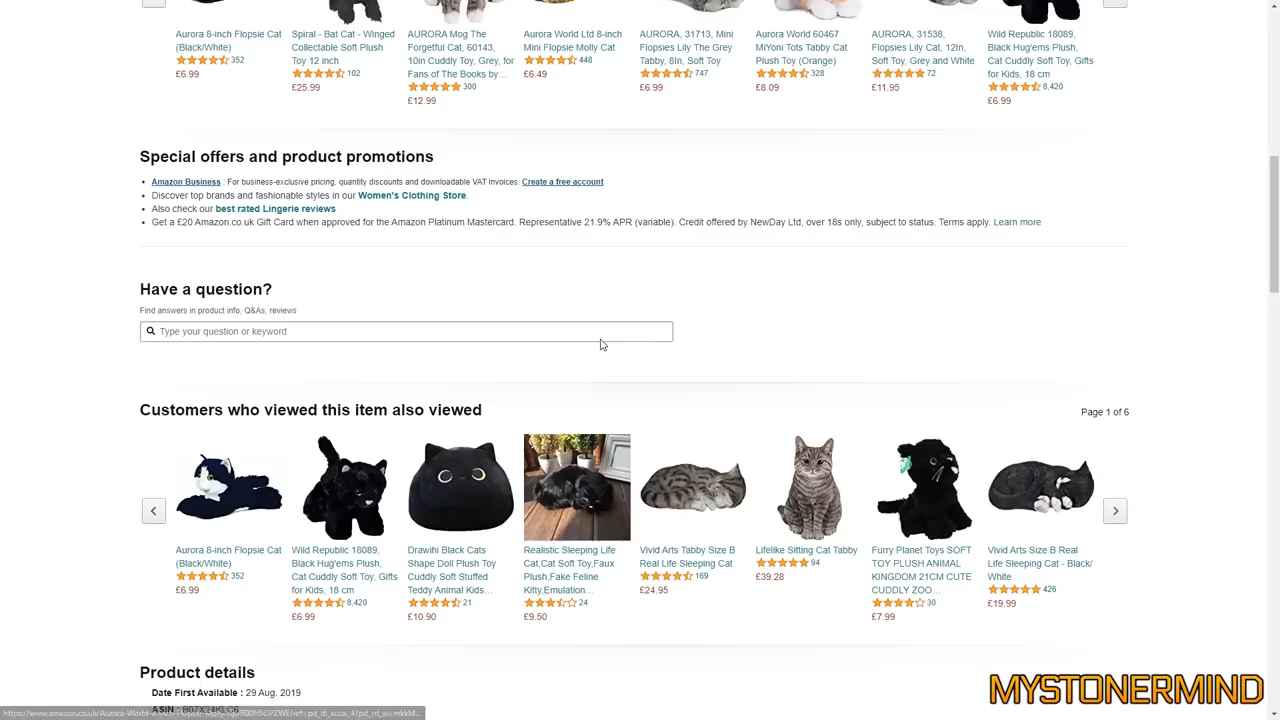 Aurora 8-inch Flopsie Cat
(Black/White)
352
£6.99
Spiral - Bat Cat - Winged
Collectable Soft Plush
Toy 12 inch
102
£25.99
AURORA Mog The
Forgetful Cat, 60143,
10in Cuddly Toy, Grey, for
Fans of The Books by…
300
£12.99
Aurora World Ltd 8-inch
Mini Flopsie Molly Cat
448
£6.49
AURORA, 31713, Mini
Flopsies Lily The Grey
Tabby, 8In, Soft Toy
747
£6.99
Aurora World 60467
MiYoni Tots Tabby Cat
Plush Toy (Orange)
328
£8.09
AURORA, 31538,
Flopsies Lily Cat, 12In,
Soft Toy, Grey and White
72
£11.95
Wild Republic 18089,
Black Hug'ems Plush,
Cat Cuddly Soft Toy, Gifts
for Kids, 18 cm
8,420
£6.99
Special offers and product promotions
Amazon Business : For business-exclusive pricing, quantity discounts and downloadable VAT invoices. Create a free account
Discover top brands and fashionable styles in our Women's Clothing Store.
Also check our best rated Lingerie reviews
Get a £20 Amazon.co.uk Gift Card when approved for the Amazon Platinum Mastercard. Representative 21.9% APR (variable). Credit offered by NewDay Ltd, over 18s only, subject to status. Terms apply. Learn more
Have a question?
Find answers in product info, Q&As, reviews
Type your question or keyword
Customers who viewed this item also viewed
Page 1 of 6
Aurora 8-inch Flopsie Cat
(Black/White)
352
£6.99
Wild Republic 18089,
Black Hug'ems Plush,
Cat Cuddly Soft Toy, Gifts
for Kids, 18 cm
8,420
£6.99
Drawihi Black Cats
Shape Doll Plush Toy
Cuddly Soft Stuffed
Teddy Animal Kids…
21
£10.90
Realistic Sleeping Life
Cat,Cat Soft Toy,Faux
Plush,Fake Feline
Kitty,Emulation…
24
£9.50
Vivid Arts Tabby Size B
Real Life Sleeping Cat
169
£24.95
Lifelike Sitting Cat Tabby
94
£39.28
Furry Planet Toys SOFT
TOY PLUSH ANIMAL
KINGDOM 21CM CUTE
CUDDLY ZOO…
30
£7.99
Vivid Arts Size B Real
Life Sleeping Cat - Black/
White
426
£19.99
Product details
Date First Available : 29 Aug. 2019
MYSTONERMIND